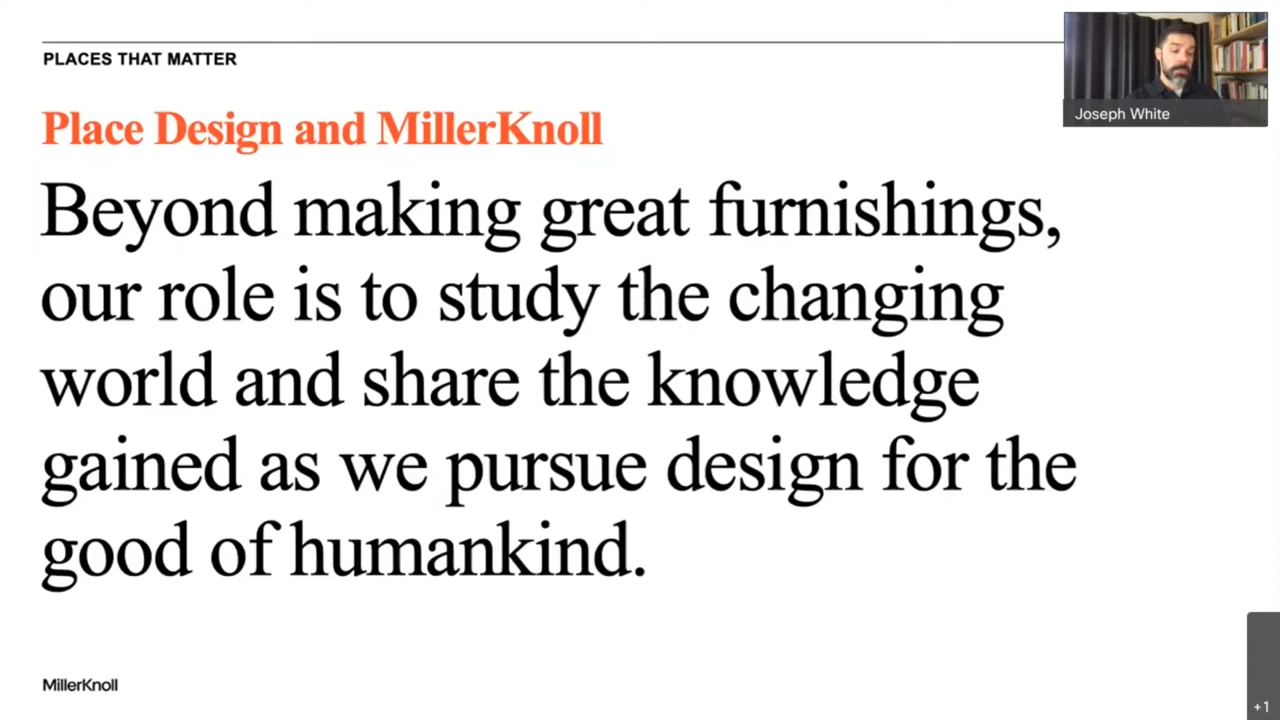 PLACES THAT MATTER
Joseph White
Place Design and MillerKnoll
Beyond making great furnishings,
our role is to study the changing
world and share the knowledge
gained as we pursue design for the
good of humankind.
MillerKnoll
+1